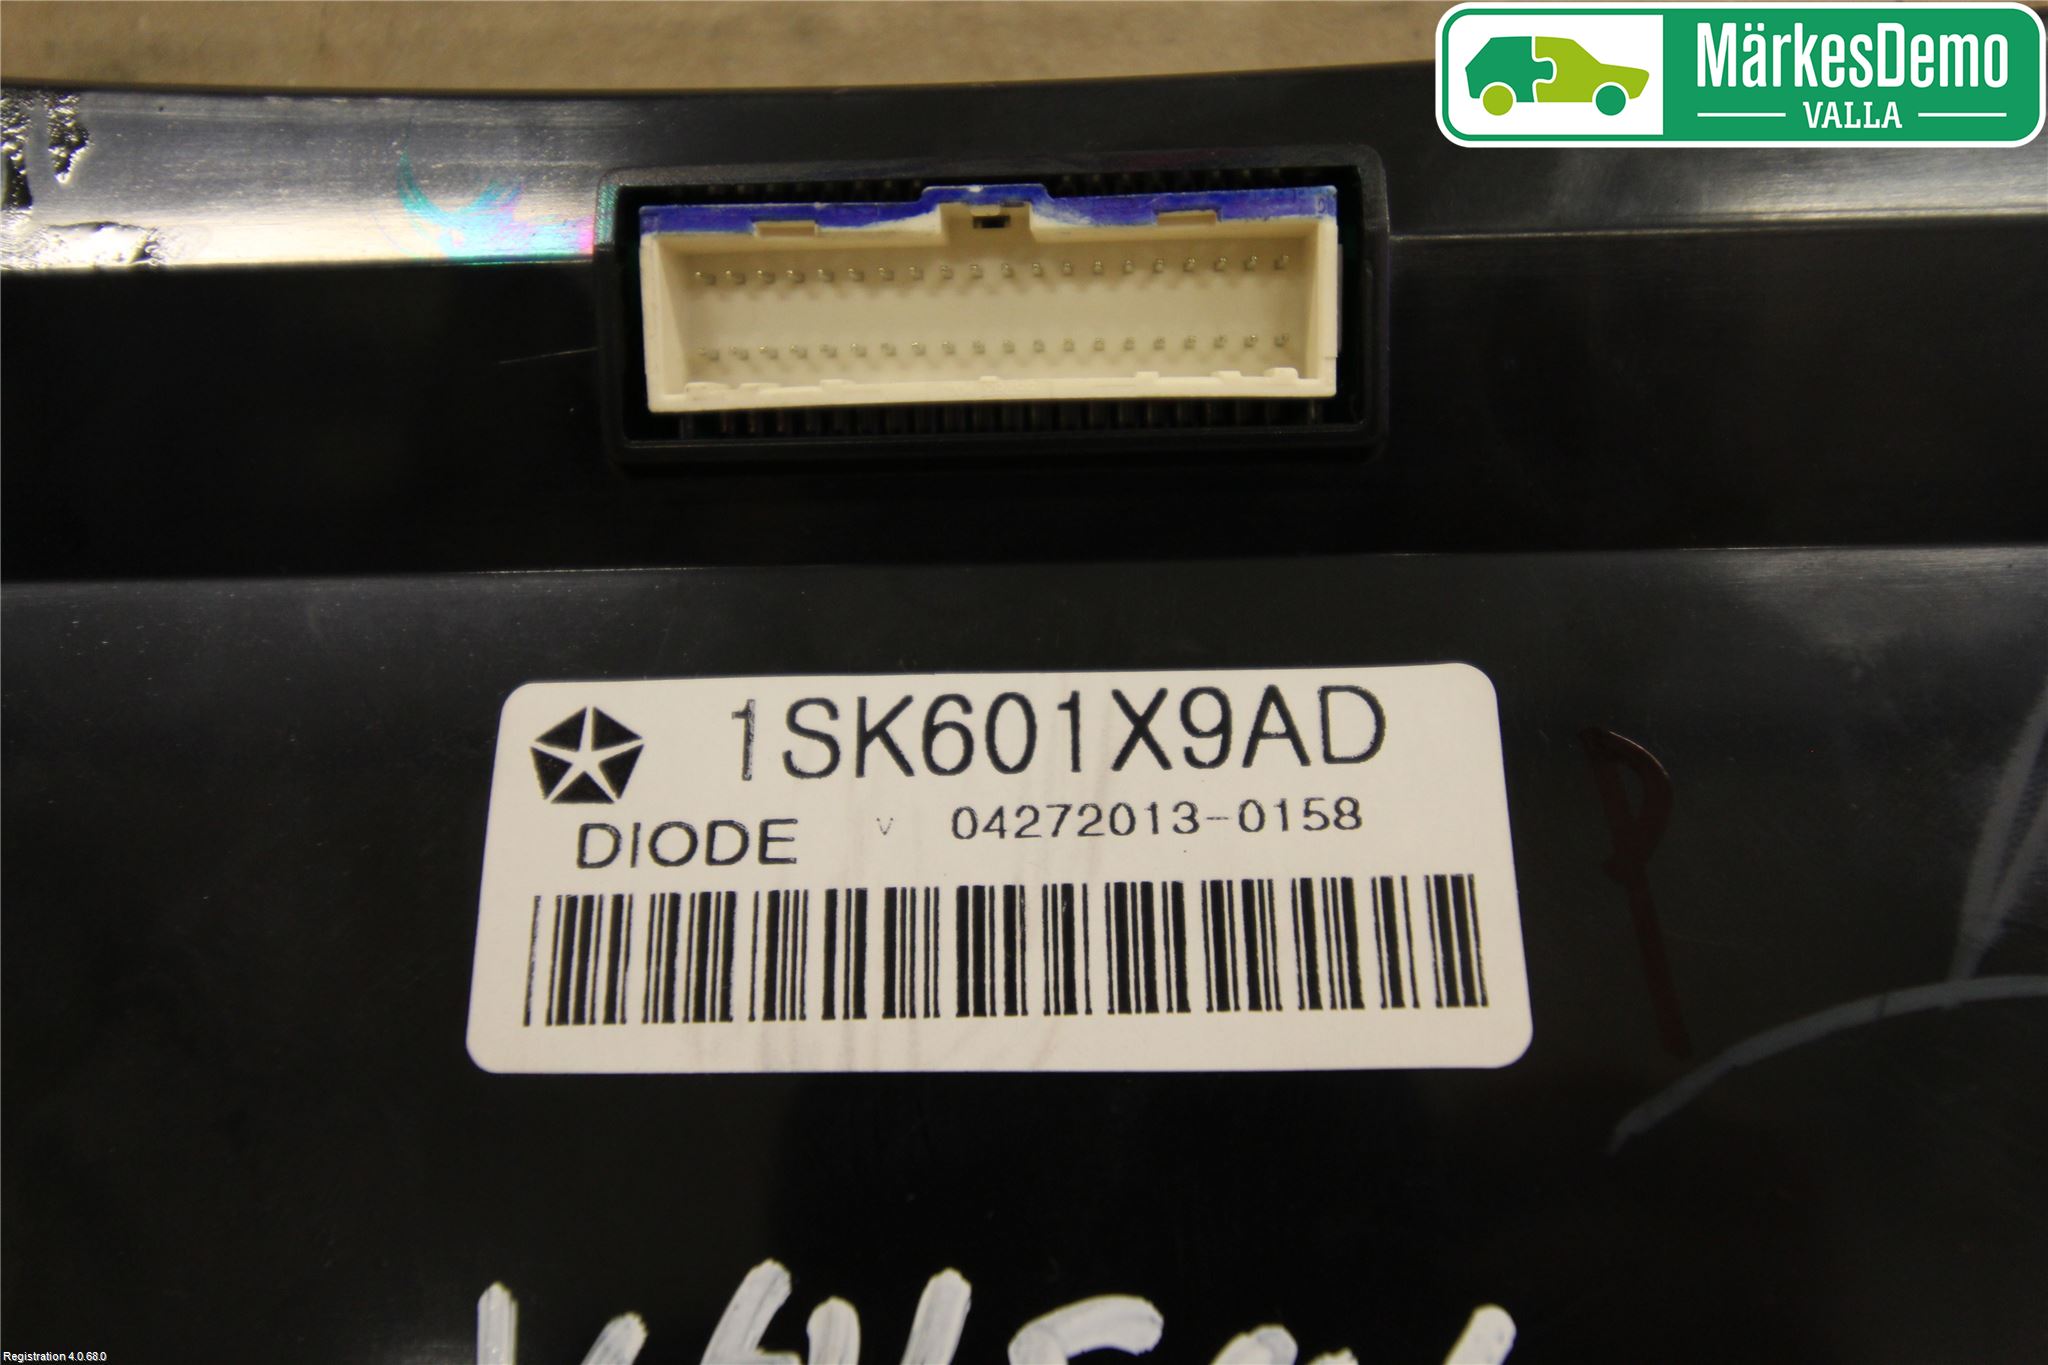 MärkesDemo
VALLA
1SK601X9AD
DIODE V 04272013-0158
Registration 4.0.68.0